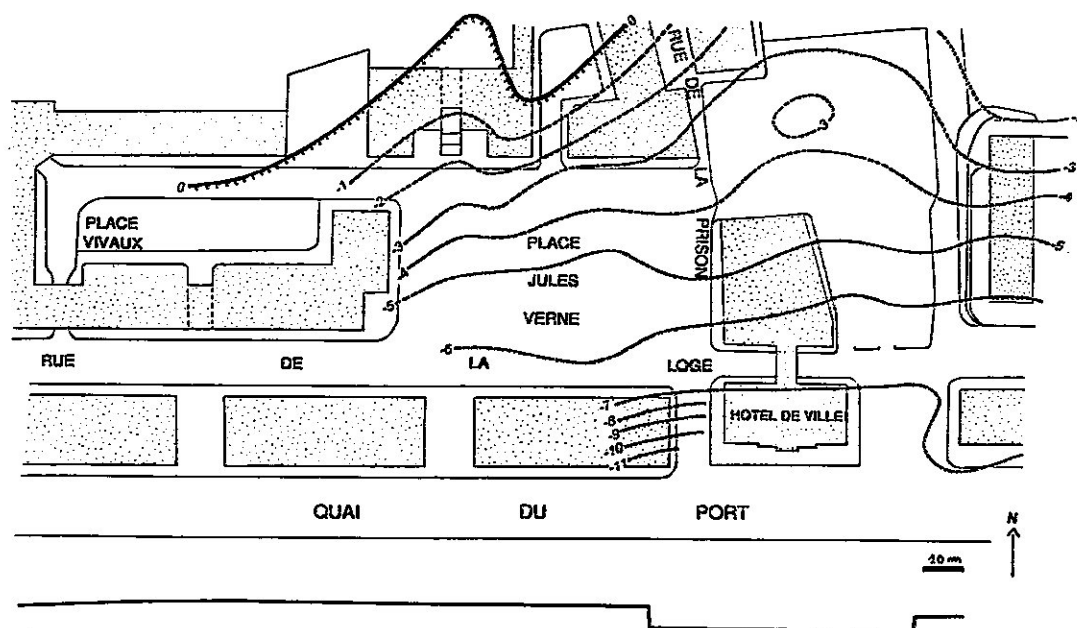 0
RUE DE LA PRISON
0
-1
-2
-3
-4
-5
3
-3
-4
-5
PLACE
VIVAUX
PLACE
JULES
VERNE
-6
RUE DE LA LOGE
-7
-8
-9
-10
-11
HOTEL DE VILLE
QUAI DU PORT
N
10 m